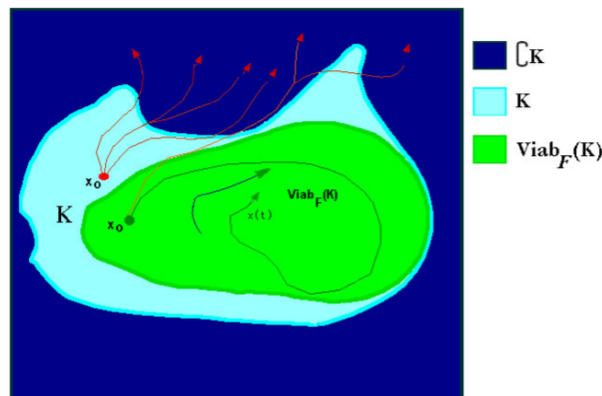 ∁K
K
Viab_F(K)
x₀
K
x₀
Viab_F(K)
x(t)